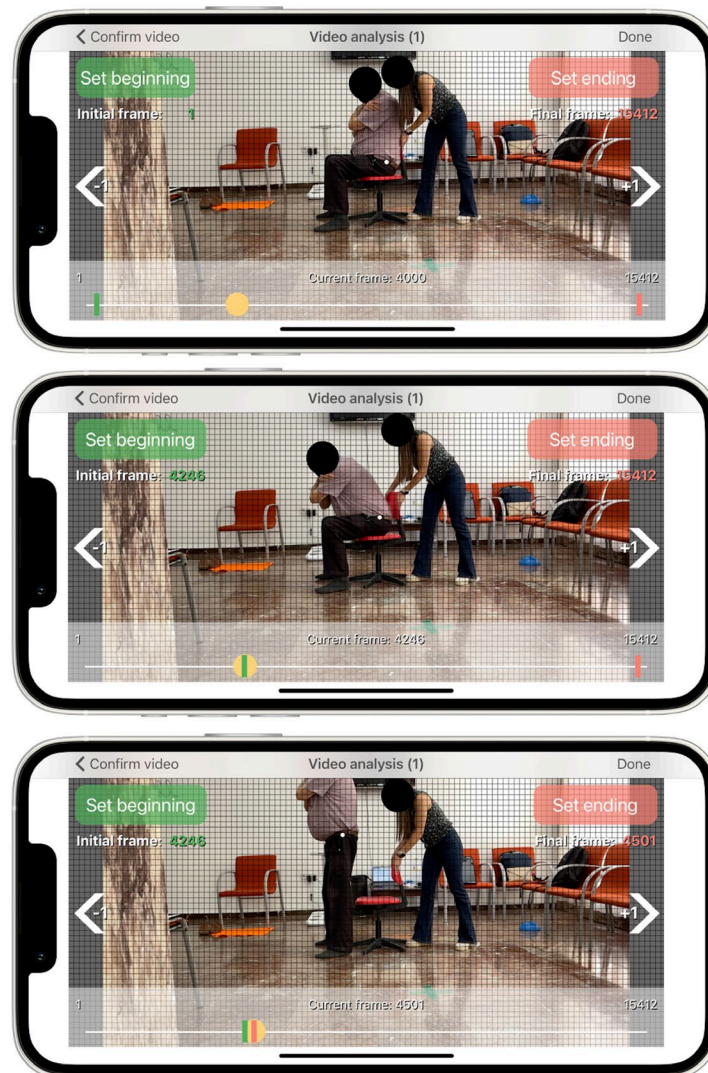 Confirm video
Video analysis (1)
Done
Set beginning
Set ending
Initial frame: 1
Final frame: 15412
-1
+1
1
Current frame: 4000
15412
Confirm video
Video analysis (1)
Done
Set beginning
Set ending
Initial frame: 4246
Final frame: 15412
-1
+1
1
Current frame: 4246
15412
Confirm video
Video analysis (1)
Done
Set beginning
Set ending
Initial frame: 4246
Final frame: 4501
-1
+1
1
Current frame: 4501
15412